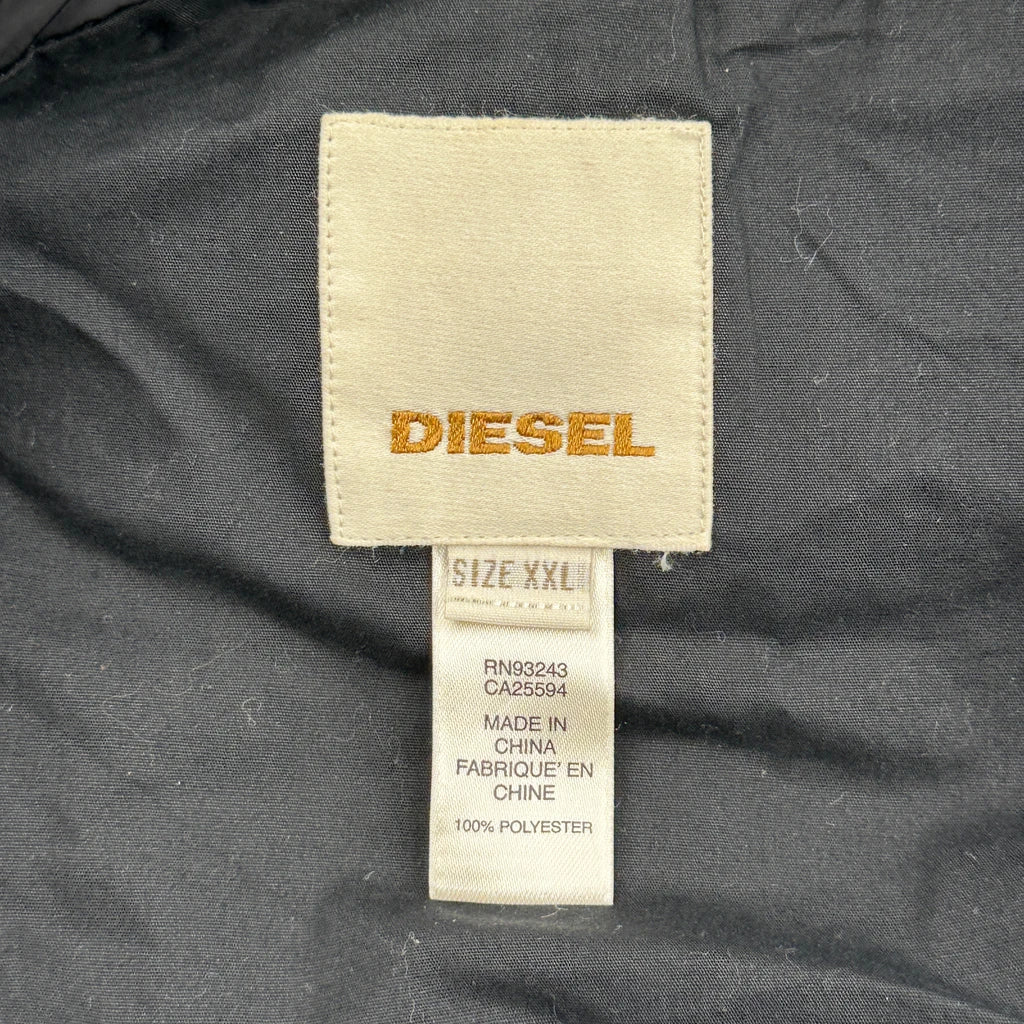 DIESEL
SIZE XXL
RN93243
CA25594
MADE IN
CHINA
FABRIQUE' EN
CHINE
100% POLYESTER